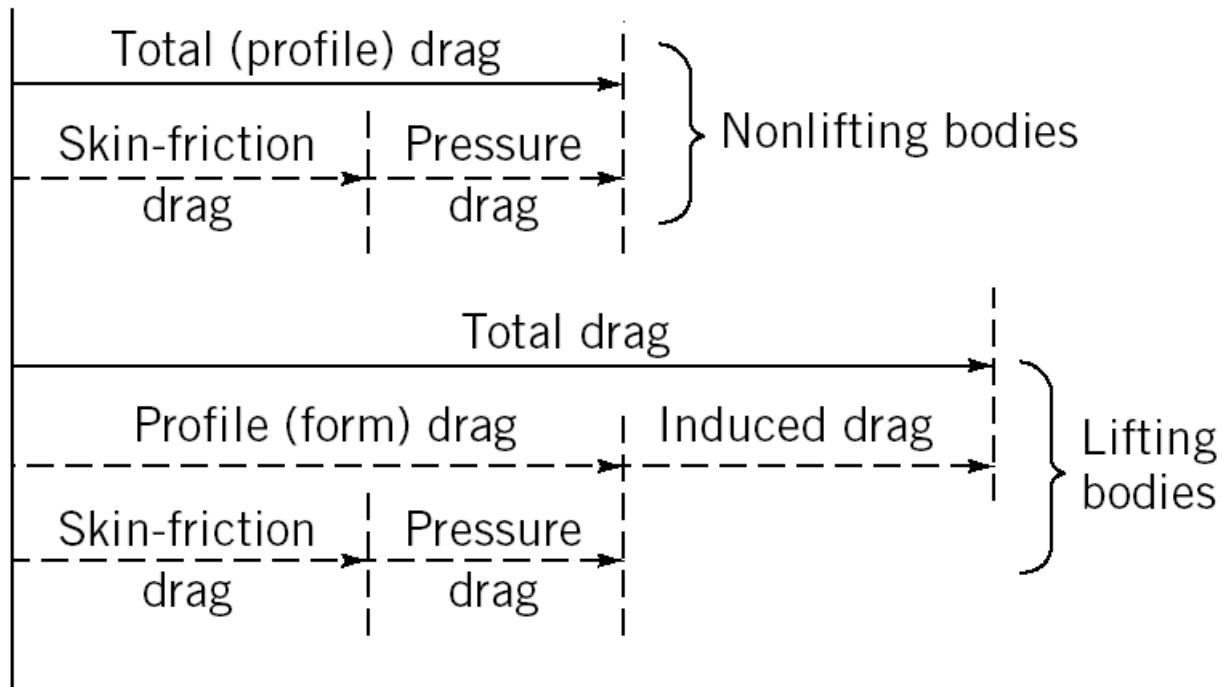 Total (profile) drag
Skin-friction
drag
Pressure
drag
Nonlifting bodies
Total drag
Profile (form) drag
Induced drag
Skin-friction
drag
Pressure
drag
Lifting
bodies